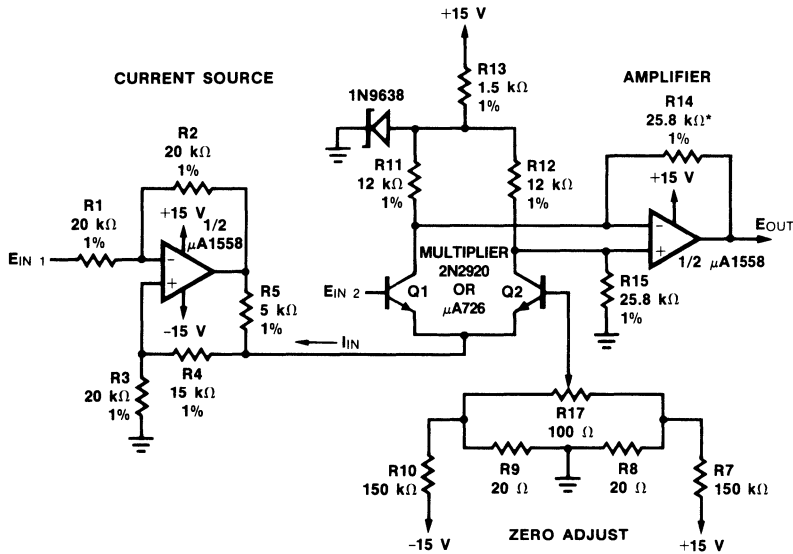 +15 V
CURRENT SOURCE
R13
1.5 kΩ
1%
AMPLIFIER
1N9638
R14
25.8 kΩ*
1%
R2
20 kΩ
1%
R11
12 kΩ
1%
R12
12 kΩ
1%
+15 V
R1
20 kΩ
1%
+15 V
1/2
μA1558
EIN 1
−
+
−15 V
R5
5 kΩ
1%
MULTIPLIER
2N2920
OR
μA726
EIN 2
Q1
Q2
−
+
EOUT
1/2 μA1558
R15
25.8 kΩ
1%
IIN
R3
20 kΩ
1%
R4
15 kΩ
1%
R17
100 Ω
R10
150 kΩ
R9
20 Ω
R8
20 Ω
R7
150 kΩ
−15 V
ZERO ADJUST
+15 V